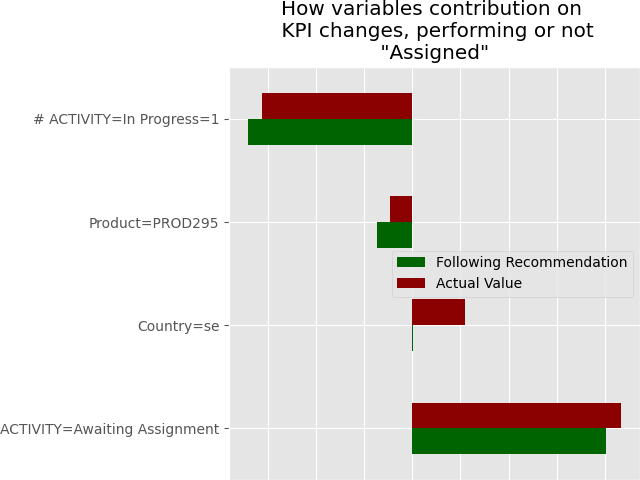 How variables contribution on
KPI changes, performing or not
"Assigned"
# ACTIVITY=In Progress=1
Product=PROD295
Following Recommendation
Actual Value
Country=se
ACTIVITY=Awaiting Assignment